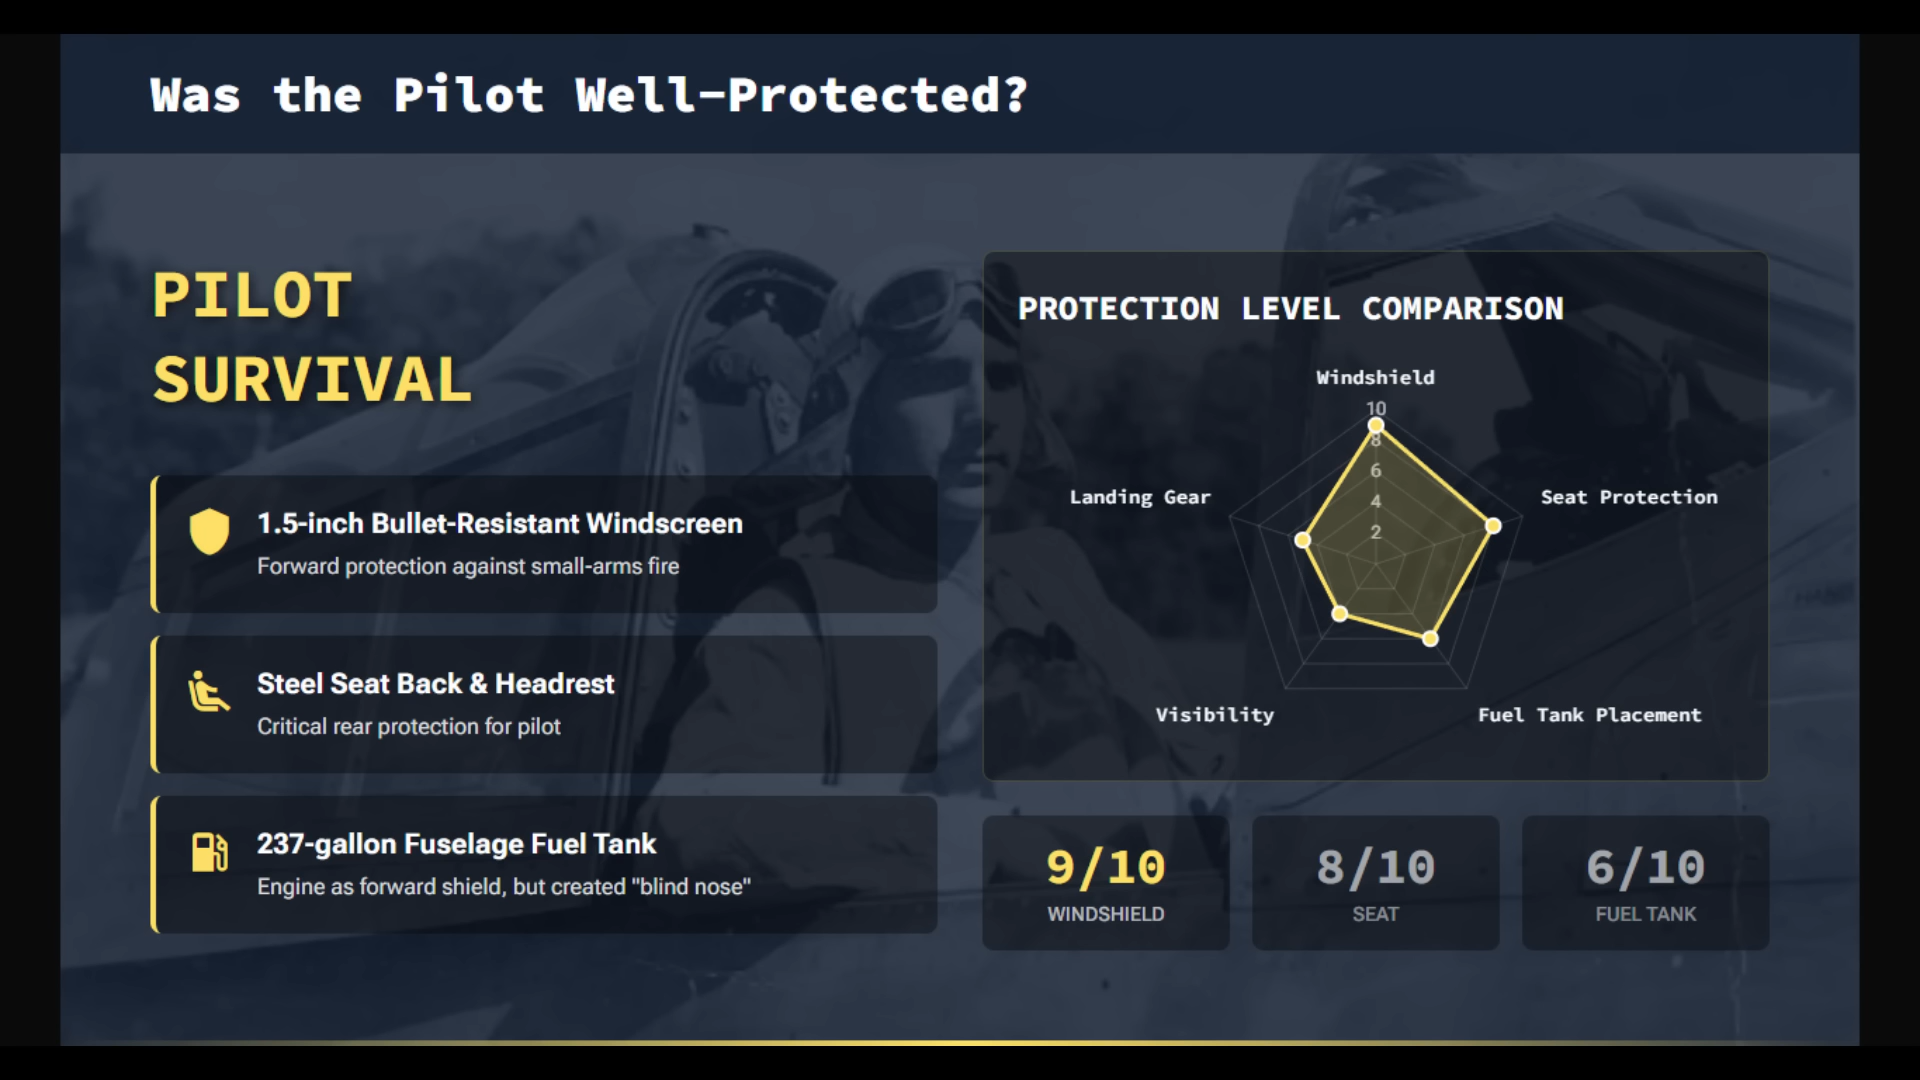 Was the Pilot Well-Protected?
PILOT
SURVIVAL
1.5-inch Bullet-Resistant Windscreen
Forward protection against small-arms fire
Steel Seat Back & Headrest
Critical rear protection for pilot
237-gallon Fuselage Fuel Tank
Engine as forward shield, but created "blind nose"
PROTECTION LEVEL COMPARISON
Windshield
10
8
6
4
2
Landing Gear
Seat Protection
Visibility
Fuel Tank Placement
9/10
WINDSHIELD
8/10
SEAT
6/10
FUEL TANK